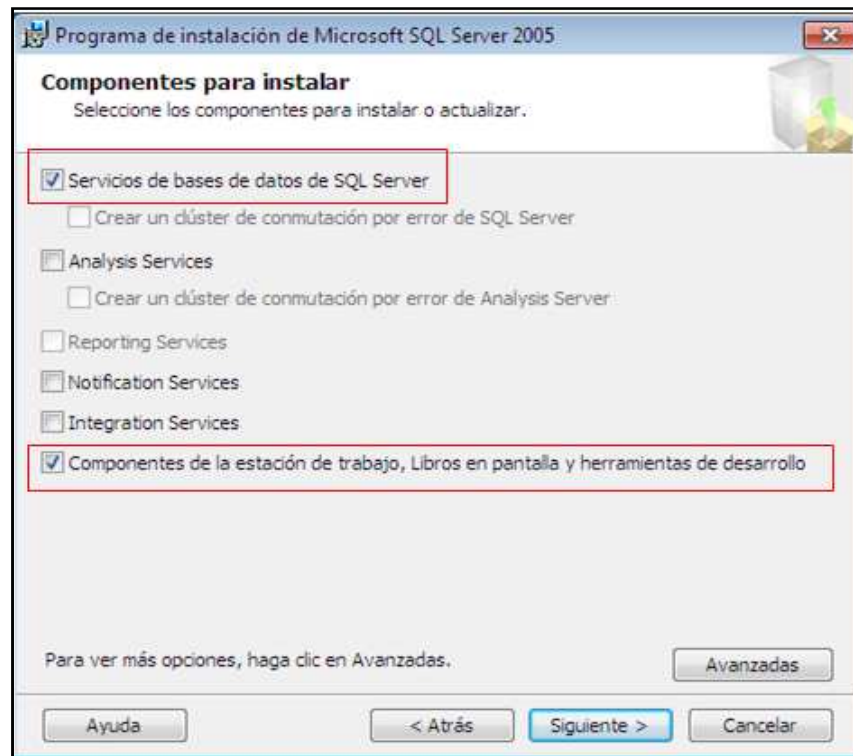 Programa de instalación de Microsoft SQL Server 2005
Componentes para instalar
Seleccione los componentes para instalar o actualizar.
Servicios de bases de datos de SQL Server
Crear un clúster de conmutación por error de SQL Server
Analysis Services
Crear un clúster de conmutación por error de Analysis Server
Reporting Services
Notification Services
Integration Services
Componentes de la estación de trabajo, Libros en pantalla y herramientas de desarrollo
Para ver más opciones, haga clic en Avanzadas.
Avanzadas
Ayuda
< Atrás
Siguiente >
Cancelar